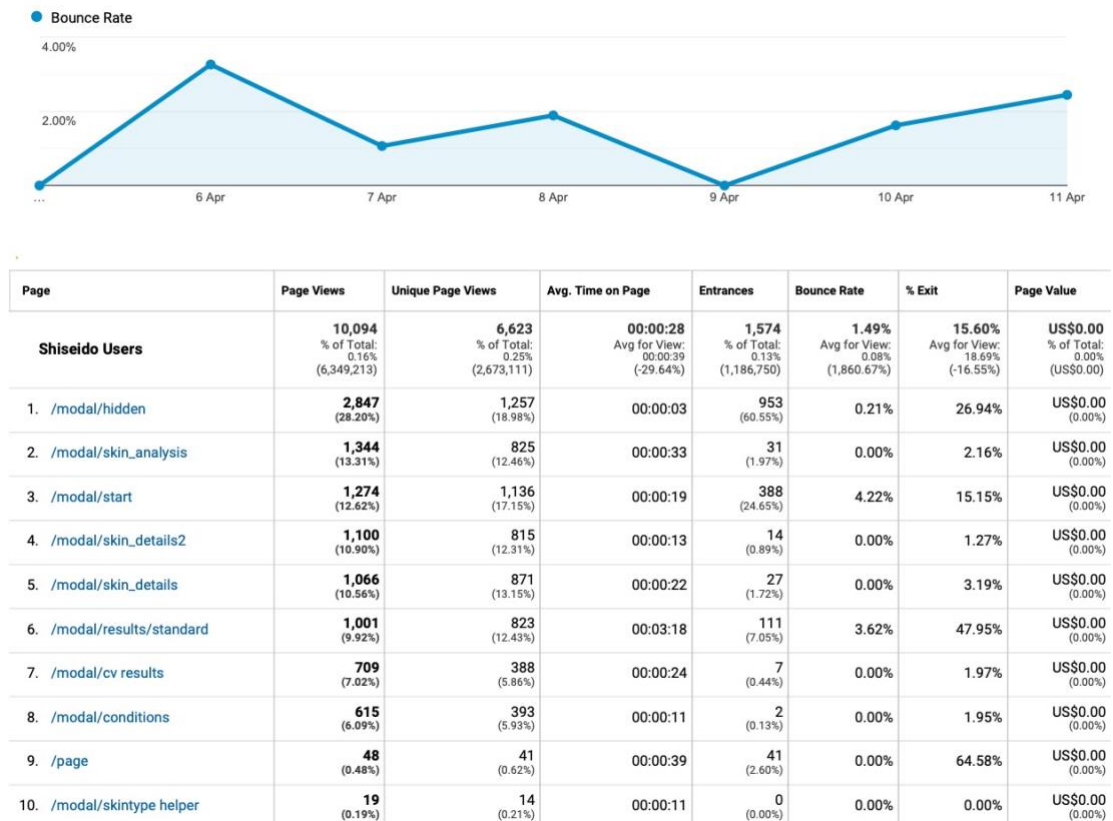 Bounce Rate
4.00%
2.00%
...
6 Apr
7 Apr
8 Apr
9 Apr
10 Apr
11 Apr
Page Page Views Unique Page Views Avg. Time on Page Entrances Bounce Rate % Exit Page Value
Shiseido Users
10,094 6,623 00:00:28 1,574 1.49% 15.60% US$0.00
% of Total: % of Total: Avg for View: % of Total: Avg for View: Avg for View: % of Total:
0.16% 0.25% 00:00:39 0.13% 0.08% 18.69% 0.00%
(6,349,213) (2,673,111) (-29.64%) (1,186,750) (1,860.67%) (-16.55%) (US$0.00)
1. /modal/hidden 2,847 1,257 00:00:03 953 0.21% 26.94% US$0.00
(28.20%) (18.98%) (60.55%) (0.00%)
2. /modal/skin_analysis 1,344 825 00:00:33 31 0.00% 2.16% US$0.00
(13.31%) (12.46%) (1.97%) (0.00%)
3. /modal/start 1,274 1,136 00:00:19 388 4.22% 15.15% US$0.00
(12.62%) (17.15%) (24.65%) (0.00%)
4. /modal/skin_details2 1,100 815 00:00:13 14 0.00% 1.27% US$0.00
(10.90%) (12.31%) (0.89%) (0.00%)
5. /modal/skin_details 1,066 871 00:00:22 27 0.00% 3.19% US$0.00
(10.56%) (13.15%) (1.72%) (0.00%)
6. /modal/results/standard 1,001 823 00:03:18 111 3.62% 47.95% US$0.00
(9.92%) (12.43%) (7.05%) (0.00%)
7. /modal/cv results 709 388 00:00:24 7 0.00% 1.97% US$0.00
(7.02%) (5.86%) (0.44%) (0.00%)
8. /modal/conditions 615 393 00:00:11 2 0.00% 1.95% US$0.00
(6.09%) (5.93%) (0.13%) (0.00%)
9. /page 48 41 00:00:39 41 0.00% 64.58% US$0.00
(0.48%) (0.62%) (2.60%) (0.00%)
10. /modal/skintype helper 19 14 00:00:11 0 0.00% 0.00% US$0.00
(0.19%) (0.21%) (0.00%) (0.00%)